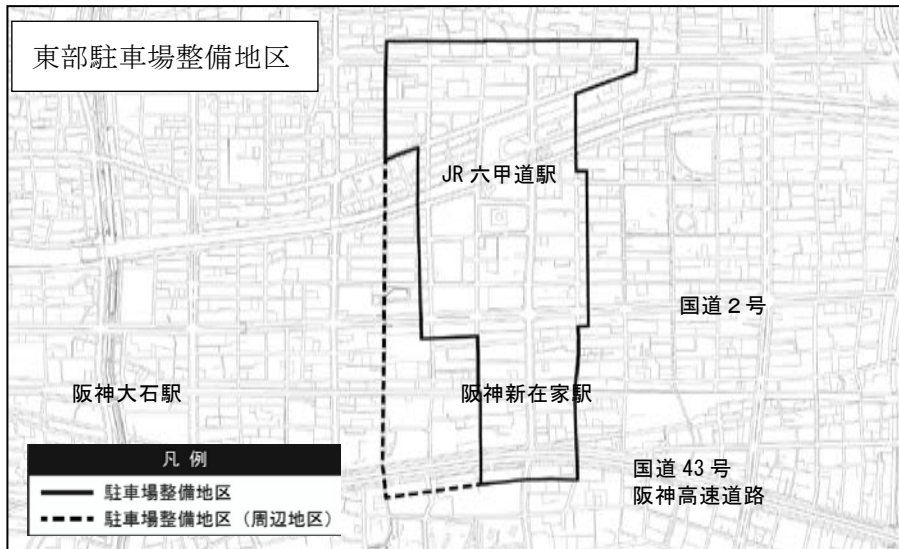 東部駐車場整備地区
JR 六甲道駅
国道2号
阪神大石駅
阪神新在家駅
国道 43 号
阪神高速道路
凡例
駐車場整備地区
駐車場整備地区(周辺地区)